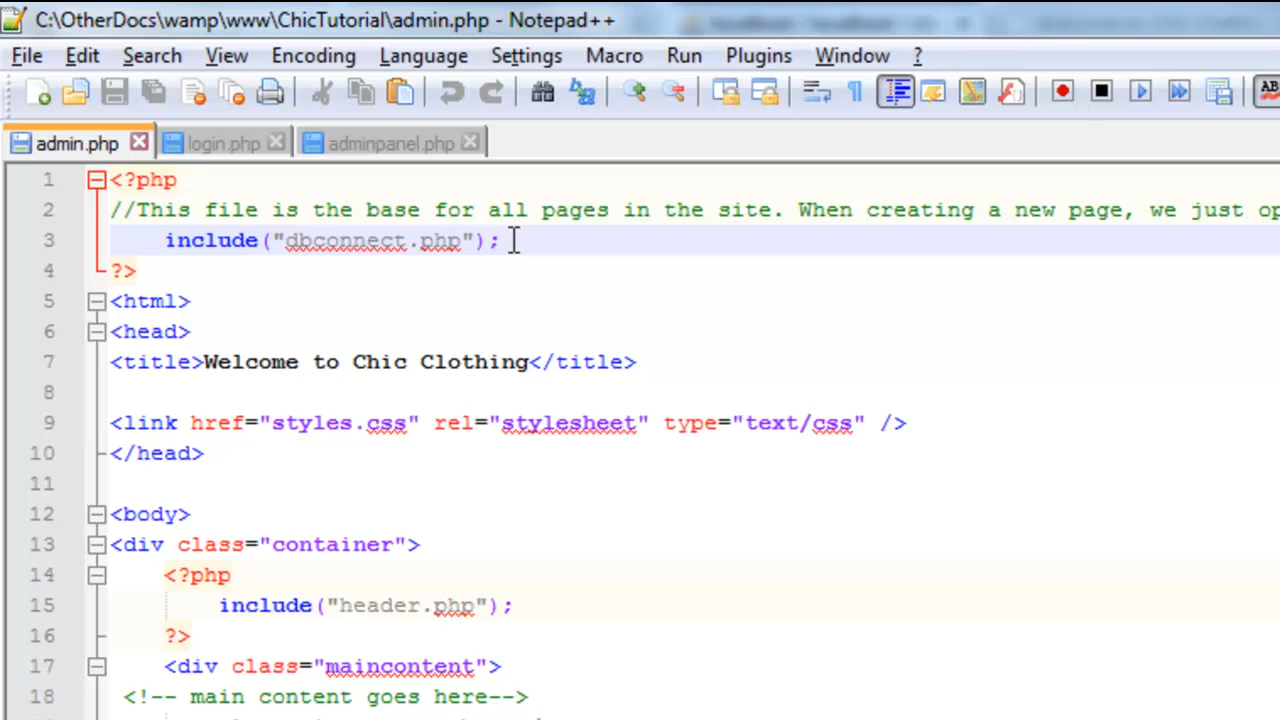 C:\OtherDocs\wamp\www\ChicTutorial\admin.php - Notepad++
File Edit Search View Encoding Language Settings Macro Run Plugins Window ?
AB
admin.php login.php adminpanel.php
1 <?php
2 //This file is the base for all pages in the site. When creating a new page, we just op
3 include("dbconnect.php");
4 ?>
5 <html>
6 <head>
7 <title>Welcome to Chic Clothing</title>
8
9 <link href="styles.css" rel="stylesheet" type="text/css" />
10 </head>
11
12 <body>
13 <div class="container">
14 <?php
15 include("header.php");
16 ?>
17 <div class="maincontent">
18 <!-- main content goes here-->